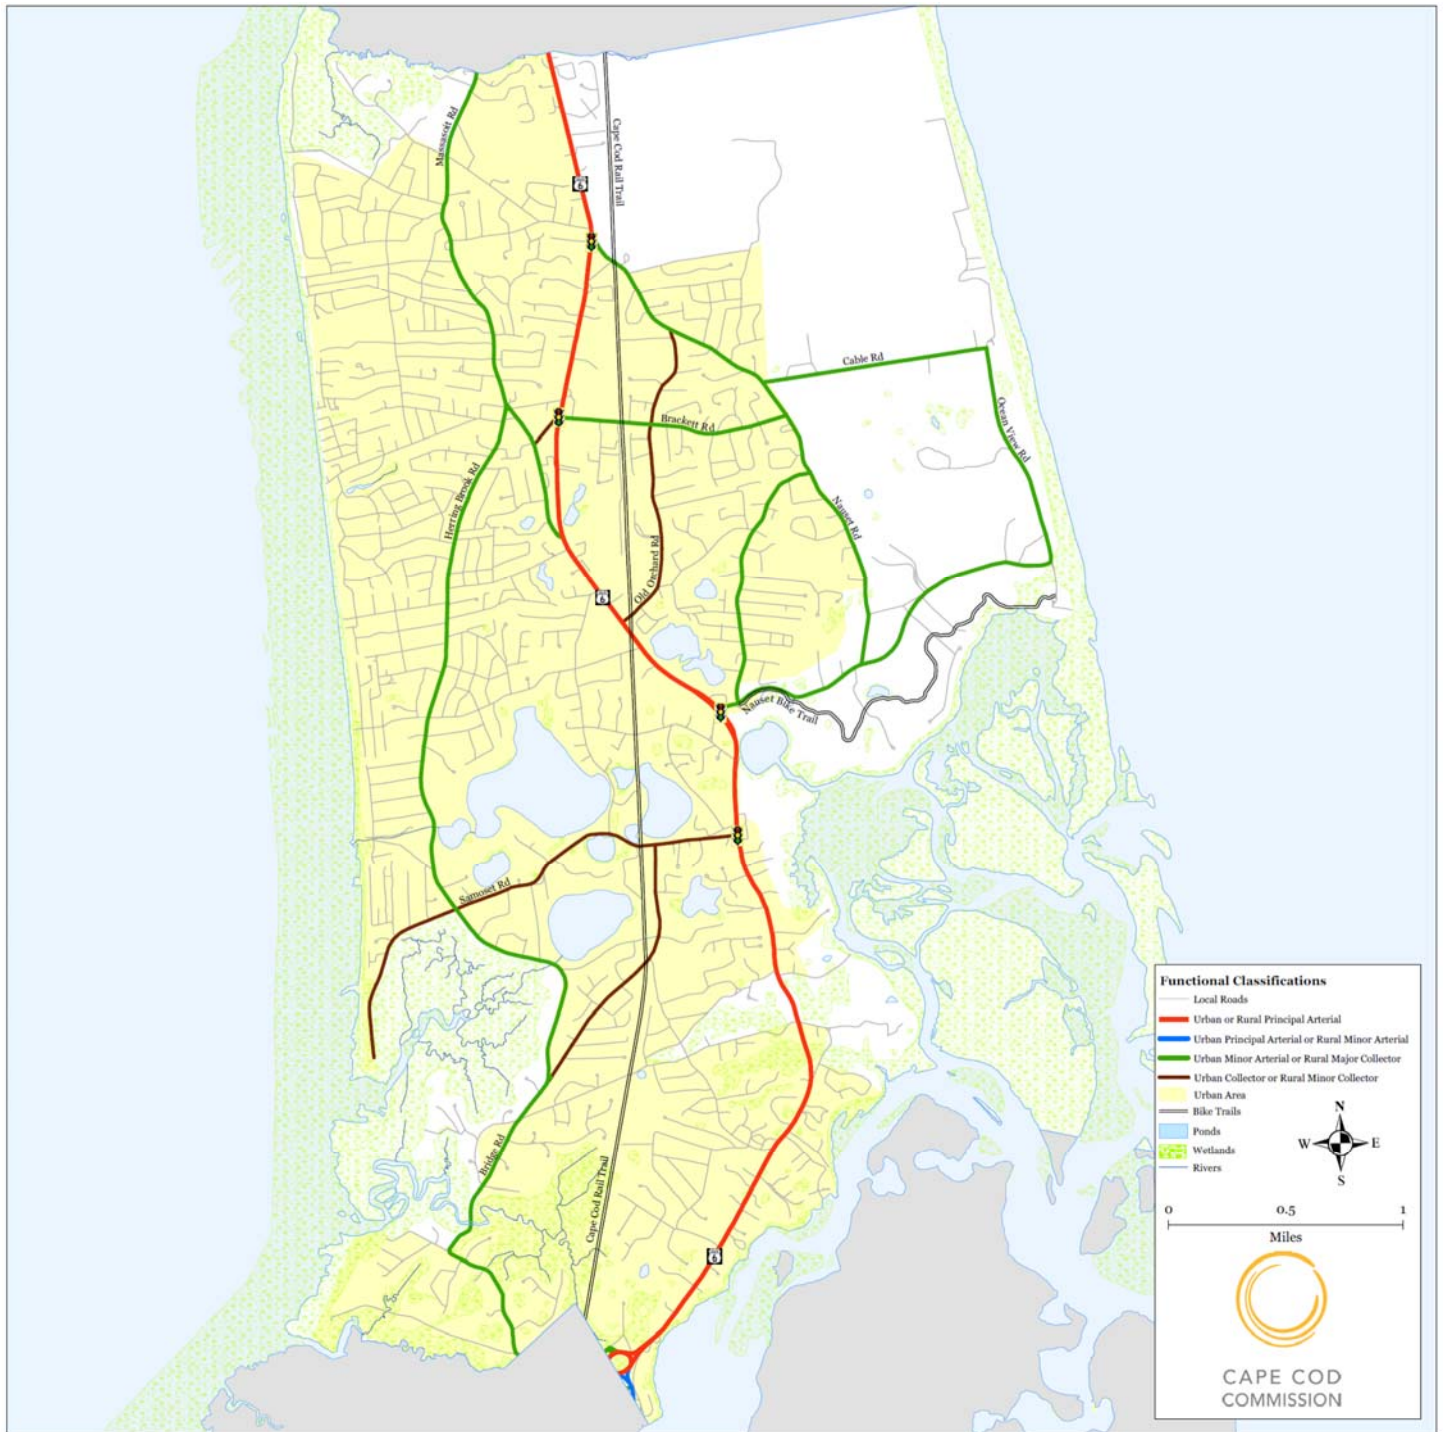 Massasoit Rd
Cape Cod Rail Trail
6
Cable Rd
Ocean View Rd
Brackett Rd
Herring Brook Rd
Nauset Rd
Old Orchard Rd
6
Nauset Bike Trail
Samoset Rd
Bridge Rd
Cape Cod Rail Trail
6
Functional Classifications
Local Roads
Urban or Rural Principal Arterial
Urban Principal Arterial or Rural Minor Arterial
Urban Minor Arterial or Rural Major Collector
Urban Collector or Rural Minor Collector
Urban Area
Bike Trails
Ponds
Wetlands
Rivers
N
W E
S
0 0.5 1
Miles
CAPE COD
COMMISSION